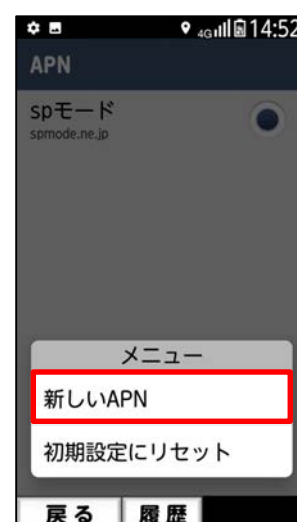 4G 14:52
APN
spモード
spmode.ne.jp
メニュー
新しいAPN
初期設定にリセット
戻る 履歴